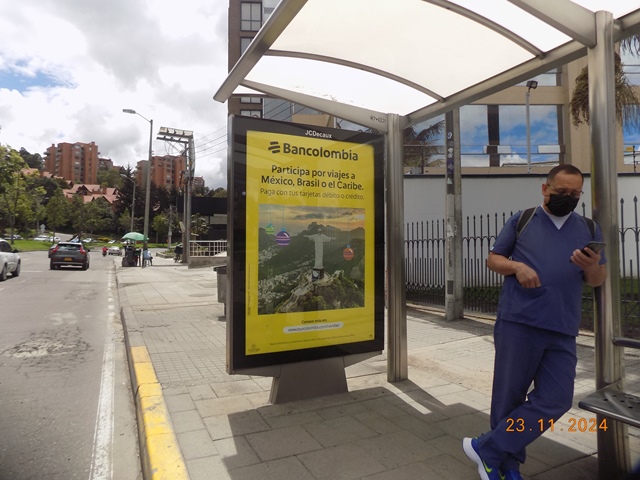 JCDecaux
Bancolombia
Participa por viajes a
México, Brasil o el Caribe.
Paga con tus tarjetas débito o crédito.
23.11.2024